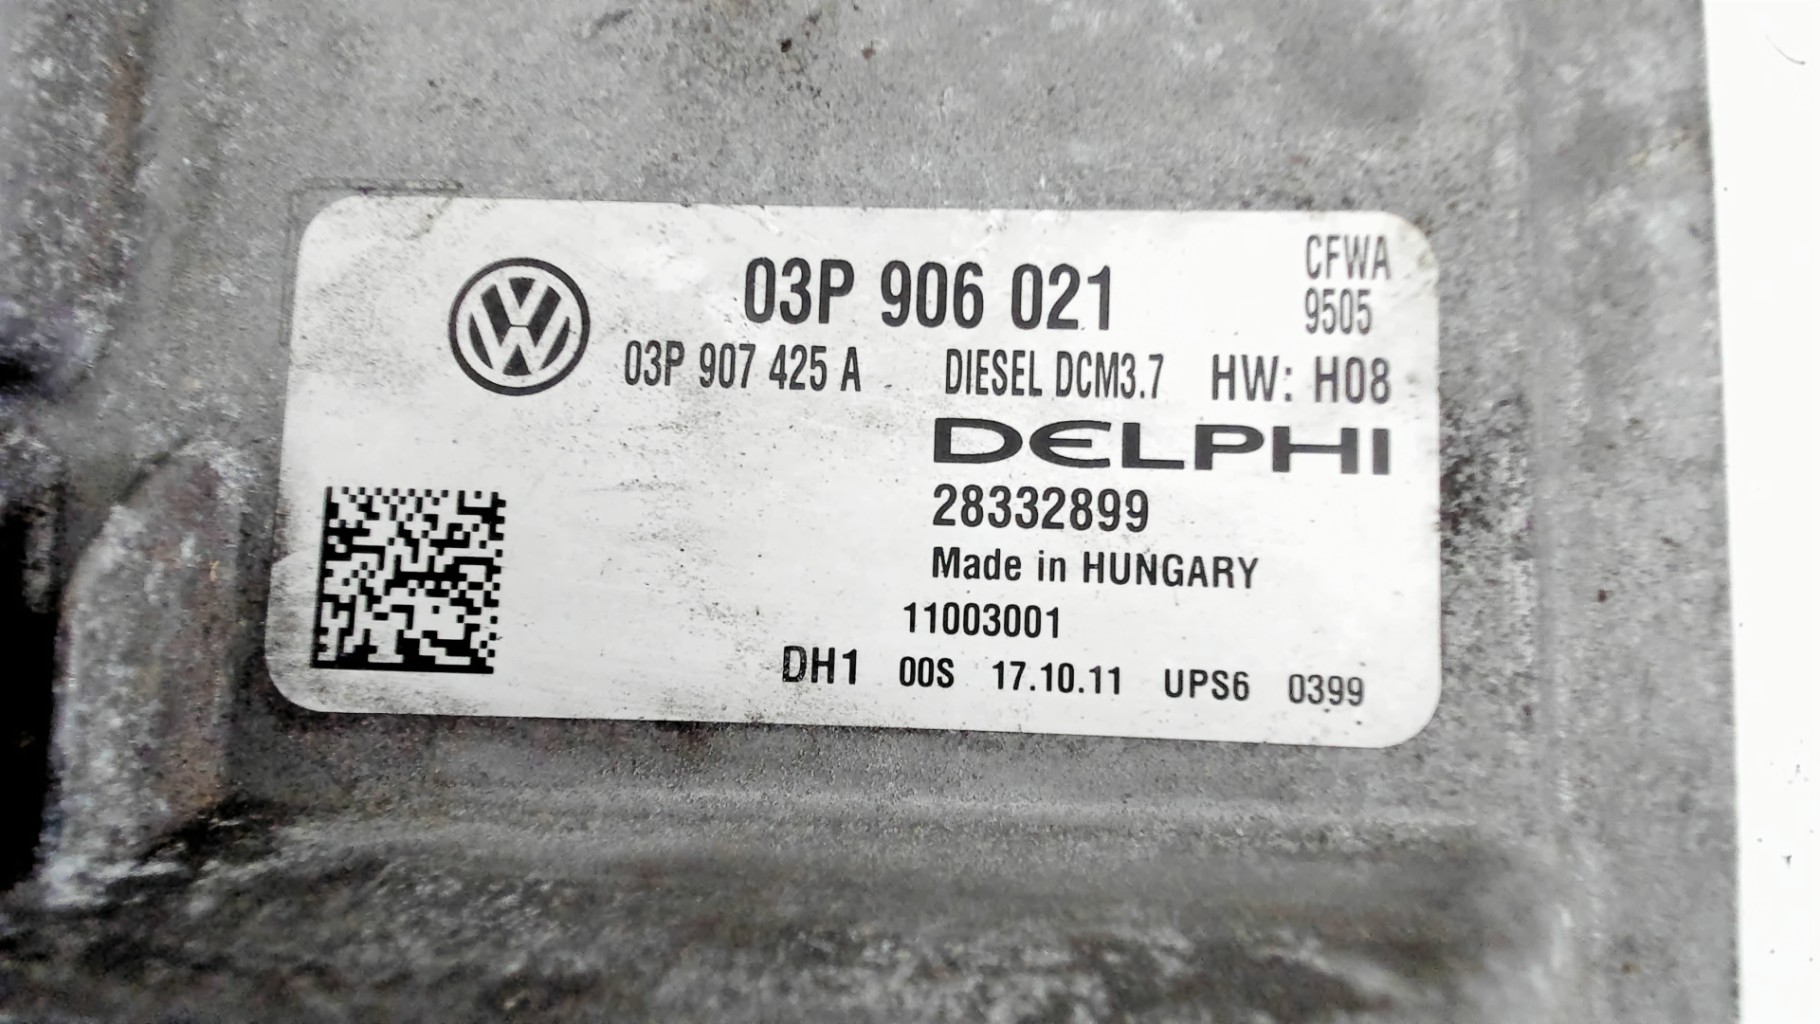 03P 906 021
CFWA
9505
03P 907 425 A DIESEL DCM3.7 HW: H08
DELPHI
28332899
Made in HUNGARY
11003001
DH1 00S 17.10.11 UPS6 0399